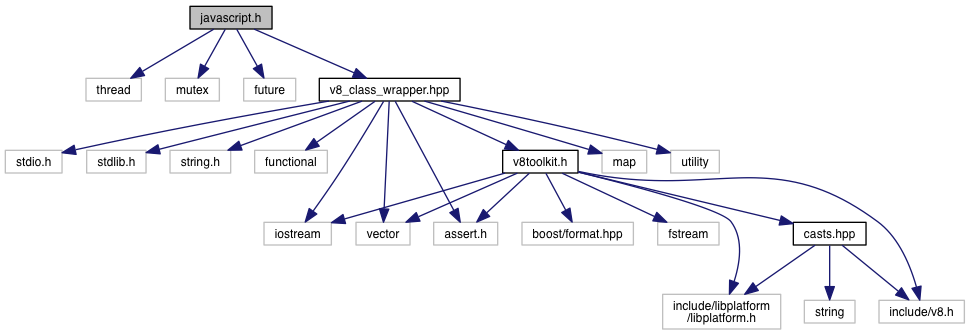 javascript.h
thread
mutex
future
v8_class_wrapper.hpp
stdio.h
stdlib.h
string.h
functional
v8toolkit.h
map
utility
iostream
vector
assert.h
boost/format.hpp
fstream
casts.hpp
include/libplatform
/libplatform.h
string
include/v8.h